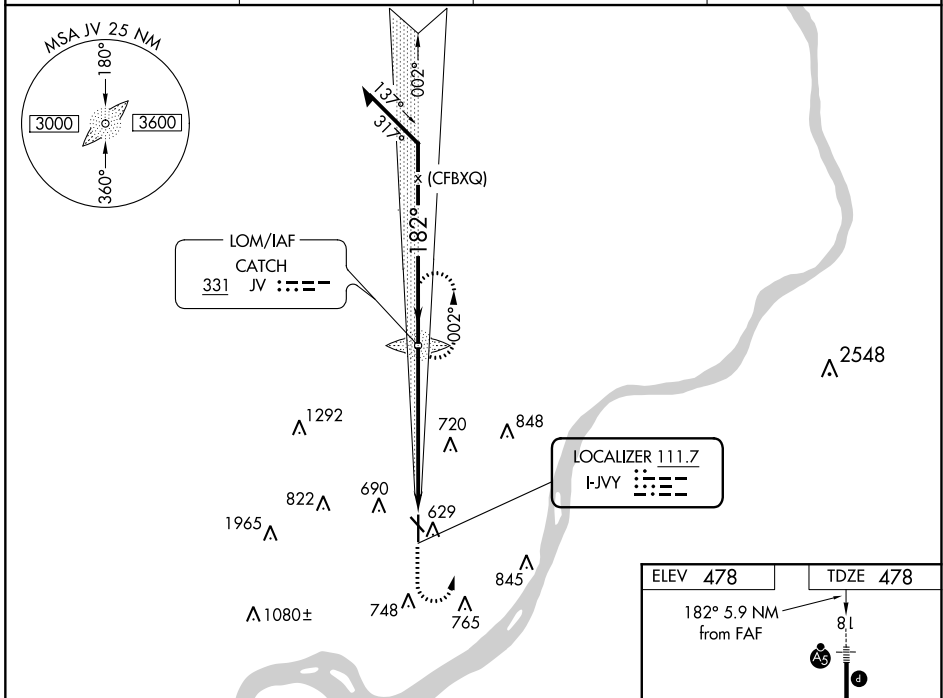 MSA JV 25 NM
180°
3000
3600
360°
002°
137°
317°
(CFBXQ)
182°
LOM/IAF
CATCH
331 JV
002°
2548
1292
720
848
LOCALIZER 111.7
I-JVY
822
690
629
1965
845
1080±
748
765
ELEV 478
TDZE 478
182° 5.9 NM
from FAF
18
A5
P